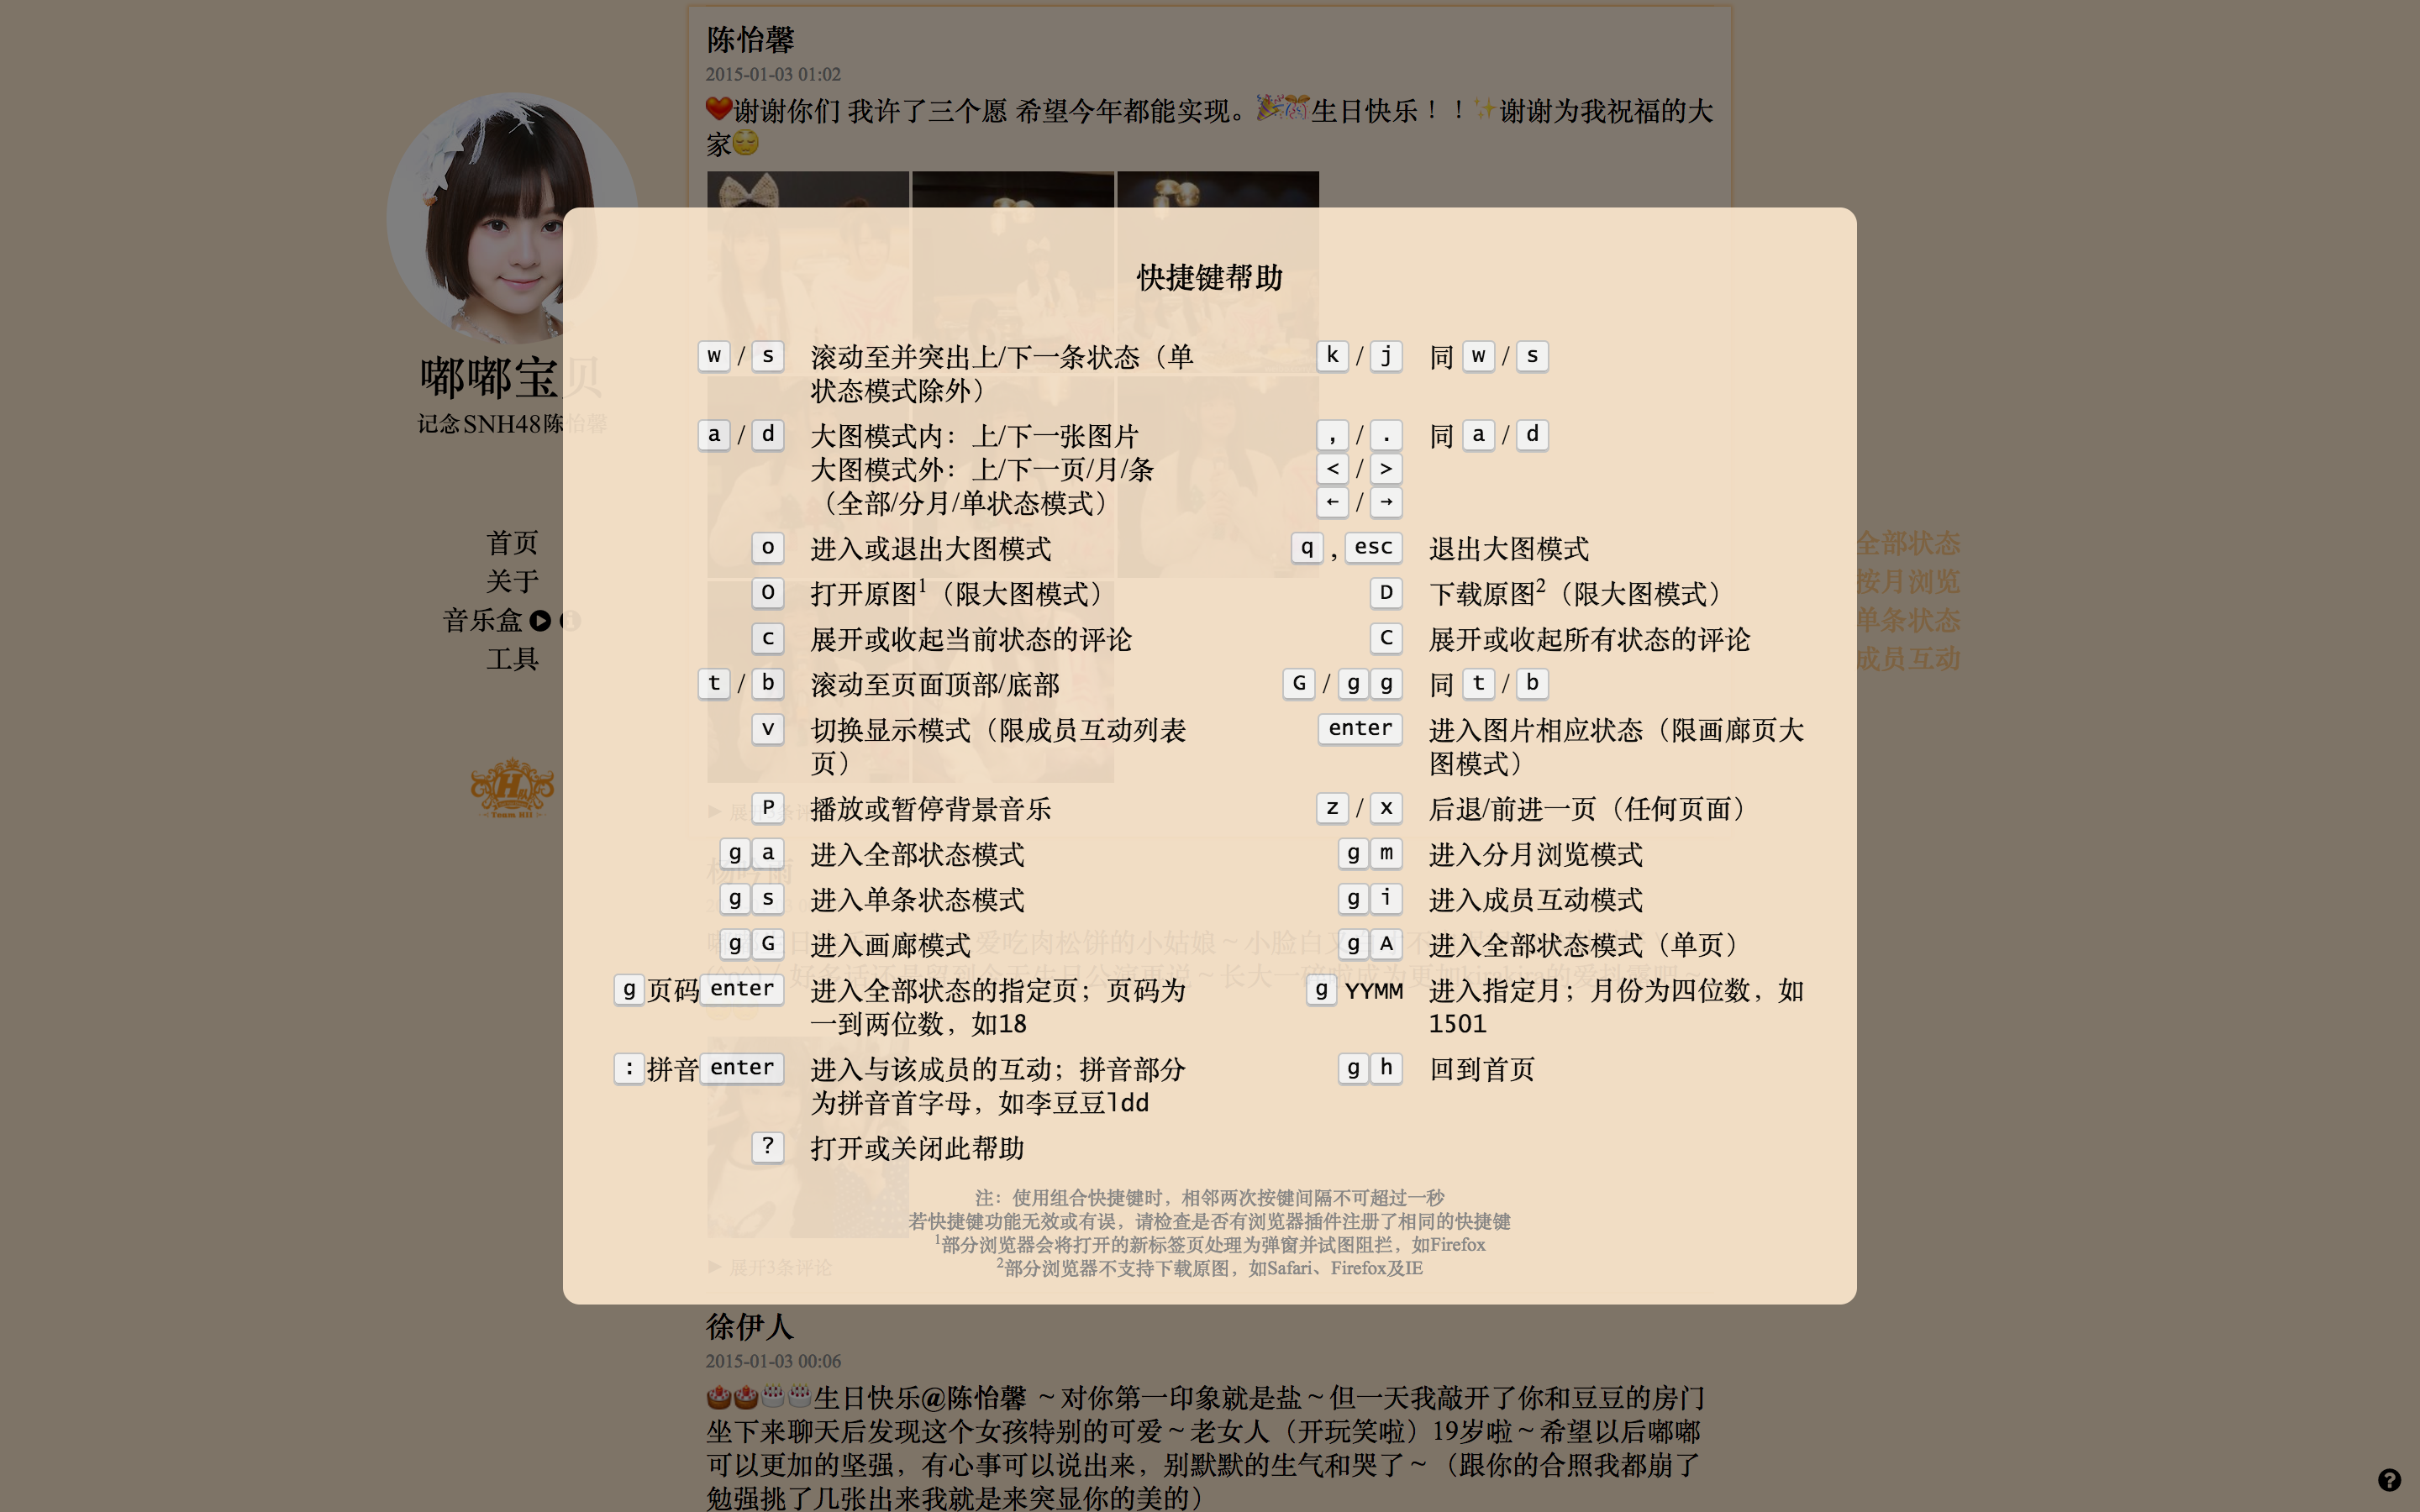 陈怡馨
2015-01-03 01:02
❤️谢谢你们 我许了三个愿 希望今年都能实现。🎉🎊生日快乐！！✨谢谢为我祝福的大
家😌
嘟嘟宝贝
记念SNH48陈怡馨
首页
关于
音乐盒
工具
Team HII
全部状态
按月浏览
单条状态
成员互动
快捷键帮助
w / s 滚动至并突出上/下一条状态（单
状态模式除外）
k / j 同 w / s
a / d 大图模式内：上/下一张图片
大图模式外：上/下一页/月/条
（全部/分月/单状态模式）
, / . 同 a / d
< / >
← / →
o 进入或退出大图模式
q , esc 退出大图模式
O 打开原图1（限大图模式）
D 下载原图2（限大图模式）
c 展开或收起当前状态的评论
C 展开或收起所有状态的评论
t / b 滚动至页面顶部/底部
G / g g 同 t / b
v 切换显示模式（限成员互动列表
页）
enter 进入图片相应状态（限画廊页大
图模式）
P 播放或暂停背景音乐
z / x 后退/前进一页（任何页面）
g a 进入全部状态模式
g m 进入分月浏览模式
g s 进入单条状态模式
g i 进入成员互动模式
g G 进入画廊模式
g A 进入全部状态模式（单页）
g 页码 enter 进入全部状态的指定页；页码为
一到两位数，如18
g YYMM 进入指定月；月份为四位数，如
1501
: 拼音 enter 进入与该成员的互动；拼音部分
为拼音首字母，如李豆豆ldd
g h 回到首页
? 打开或关闭此帮助
注：使用组合快捷键时，相邻两次按键间隔不可超过一秒
若快捷键功能无效或有误，请检查是否有浏览器插件注册了相同的快捷键
1部分浏览器会将打开的新标签页处理为弹窗并试图阻拦，如Firefox
2部分浏览器不支持下载原图，如Safari、Firefox及IE
▶ 展开3条评论
徐伊人
2015-01-03 00:06
🎂🎂生日快乐@陈怡馨 ～对你第一印象就是盐～但一天我敲开了你和豆豆的房门
坐下来聊天后发现这个女孩特别的可爱～老女人（开玩笑啦）19岁啦～希望以后嘟嘟
可以更加的坚强，有心事可以说出来，别默默的生气和哭了～（跟你的合照我都崩了
勉强挑了几张出来我就是来突显你的美的）